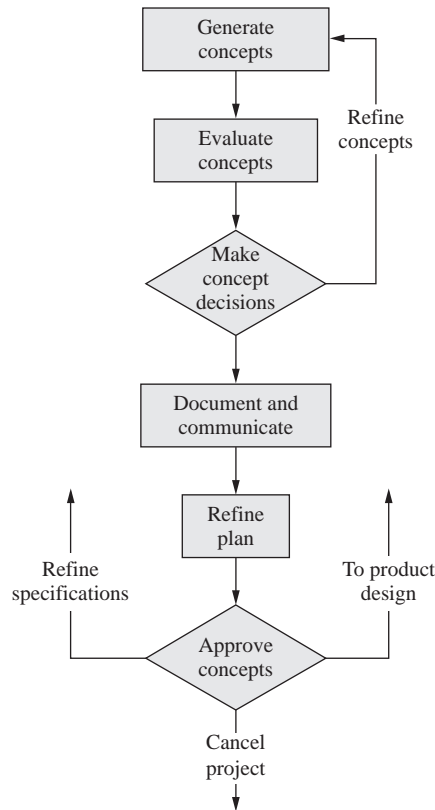 Generate
concepts
Refine
concepts
Evaluate
concepts
Make
concept
decisions
Document and
communicate
Refine
plan
Refine
specifications
To product
design
Approve
concepts
Cancel
project